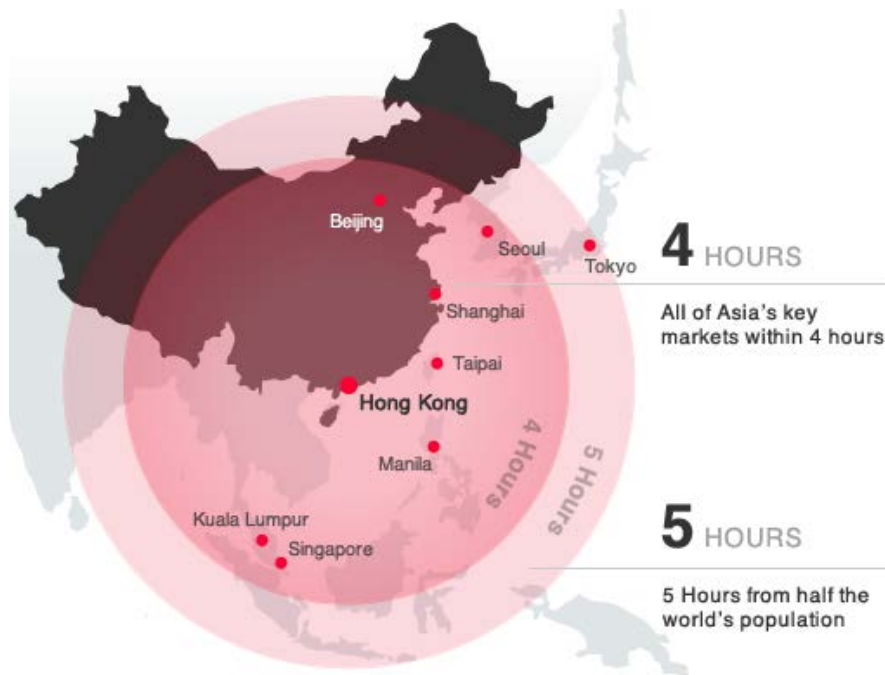 Beijing
Seoul
Tokyo
Shanghai
Taipei
Hong Kong
Manila
Kuala Lumpur
Singapore
4 Hours
5 Hours
4 HOURS
All of Asia's key
markets within 4 hours
5 HOURS
5 Hours from half the
world's population